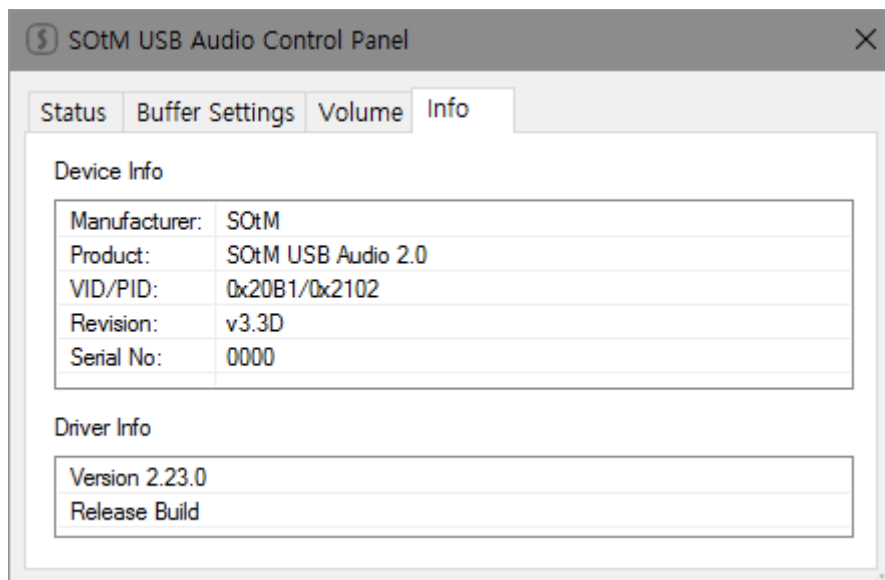 SOtM USB Audio Control Panel
Status Buffer Settings Volume Info
Device Info
Manufacturer: SOtM
Product: SOtM USB Audio 2.0
VID/PID: 0x20B1/0x2102
Revision: v3.3D
Serial No: 0000
Driver Info
Version 2.23.0
Release Build